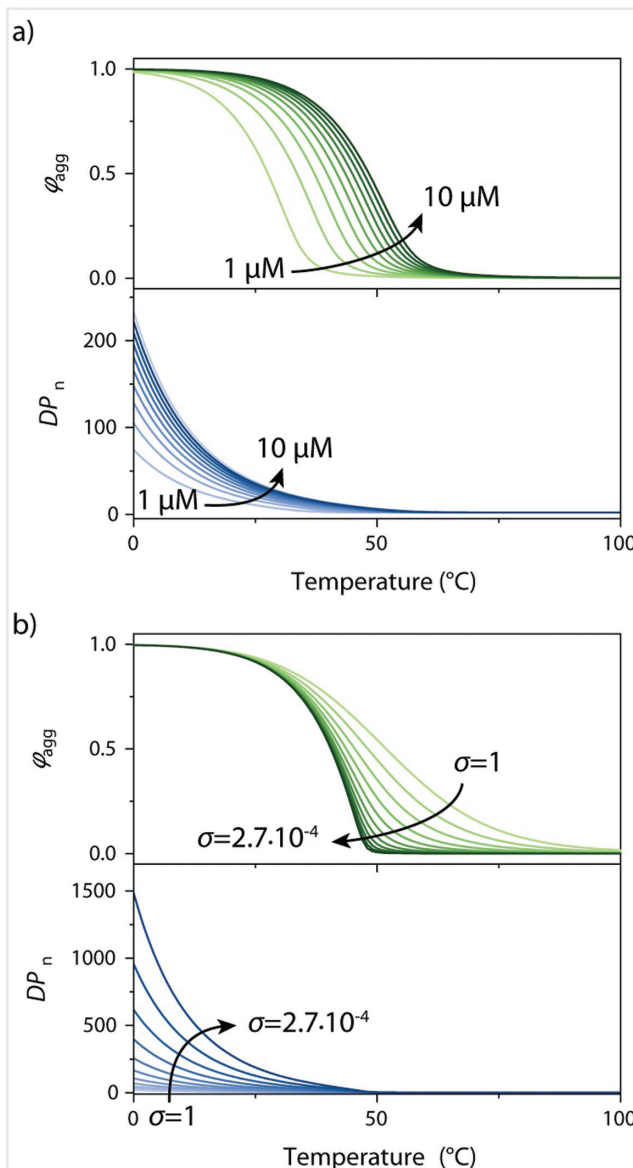 a)
1.0
0.5
0.0
φagg
10 μM
1 μM
200
100
0
DPn
10 μM
1 μM
0
50
100
Temperature (°C)
b)
1.0
0.5
0.0
φagg
σ=1
σ=2.7·10⁻⁴
1500
1000
500
0
DPn
σ=2.7·10⁻⁴
σ=1
0
50
100
Temperature (°C)